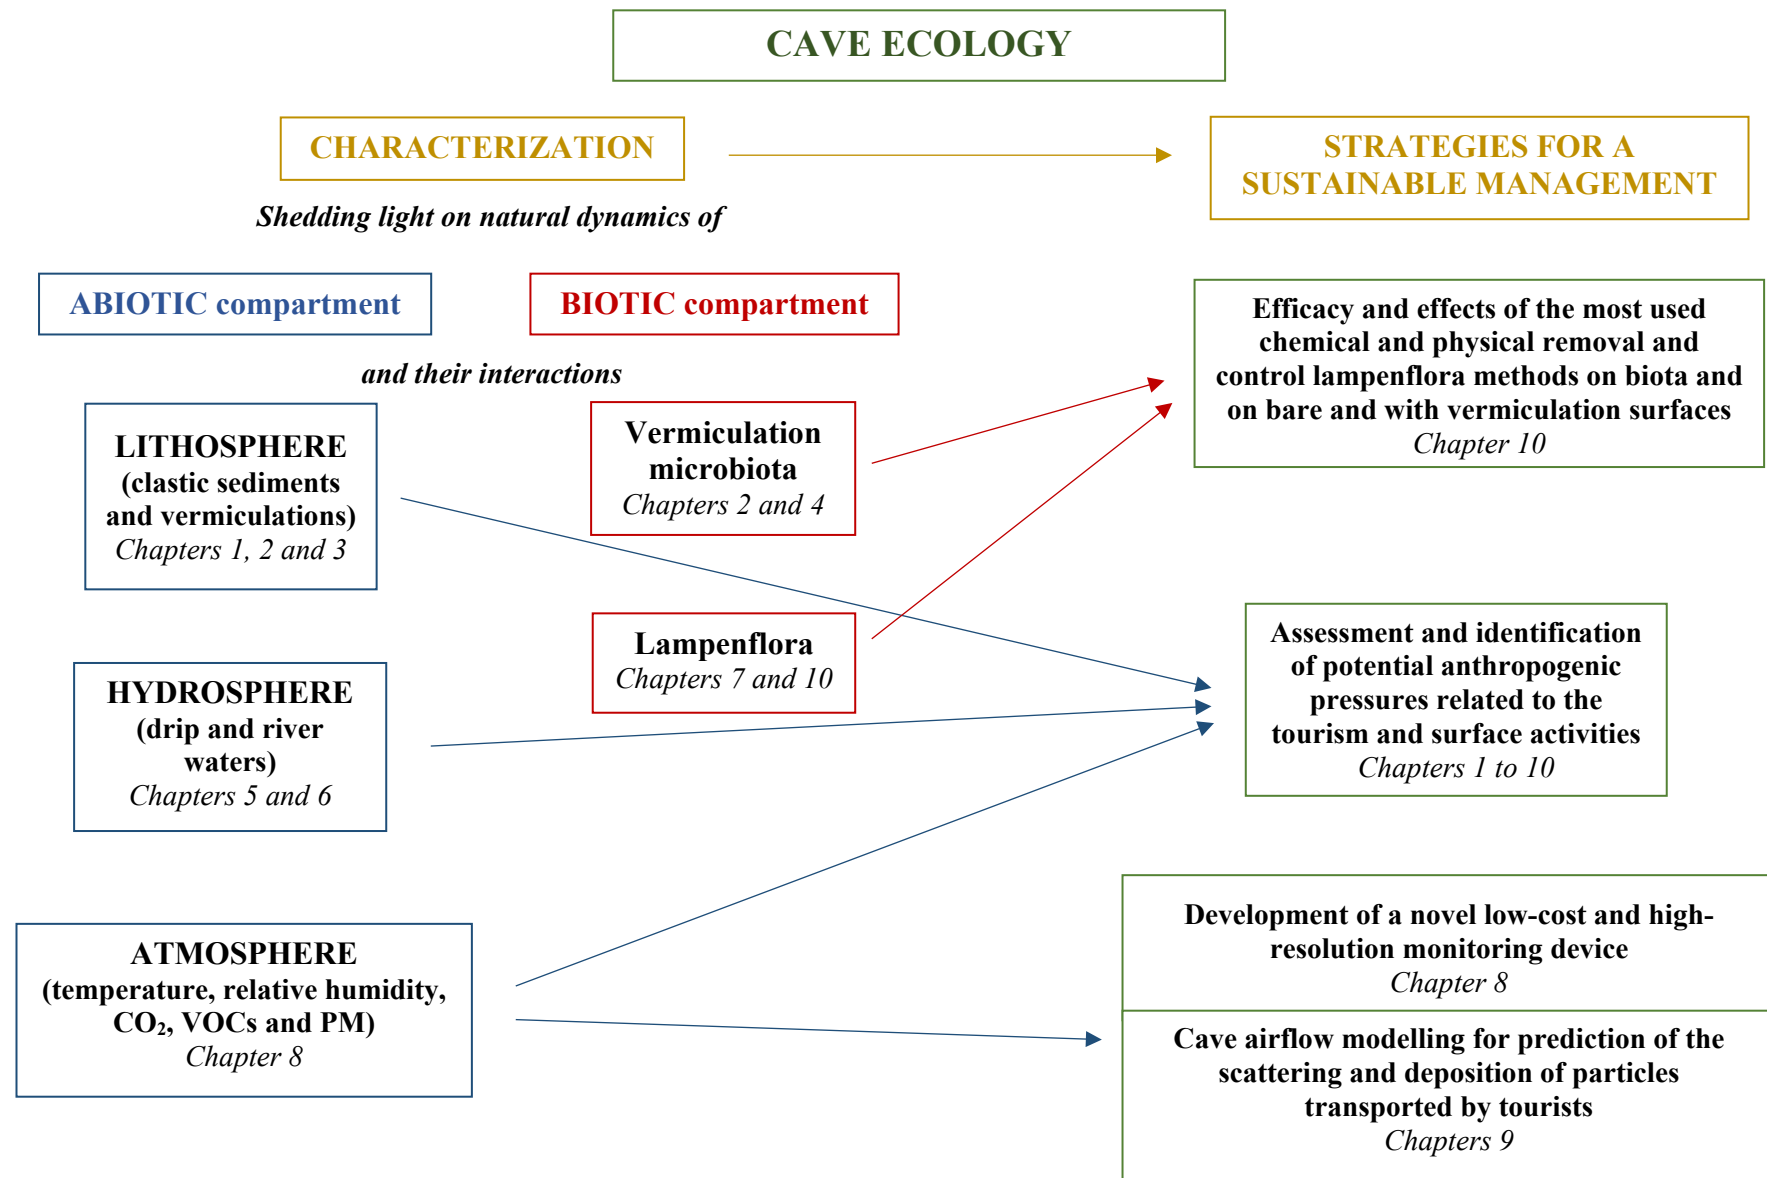 CAVE ECOLOGY
CHARACTERIZATION
STRATEGIES FOR A
SUSTAINABLE MANAGEMENT
Shedding light on natural dynamics of
ABIOTIC compartment
BIOTIC compartment
and their interactions
LITHOSPHERE
(clastic sediments
and vermiculations)
Chapters 1, 2 and 3
Vermiculation
microbiota
Chapters 2 and 4
Efficacy and effects of the most used
chemical and physical removal and
control lampenflora methods on biota and
on bare and with vermiculation surfaces
Chapter 10
HYDROSPHERE
(drip and river
waters)
Chapters 5 and 6
Lampenflora
Chapters 7 and 10
Assessment and identification
of potential anthropogenic
pressures related to the
tourism and surface activities
Chapters 1 to 10
ATMOSPHERE
(temperature, relative humidity,
CO₂, VOCs and PM)
Chapter 8
Development of a novel low-cost and high-
resolution monitoring device
Chapter 8
Cave airflow modelling for prediction of the
scattering and deposition of particles
transported by tourists
Chapters 9